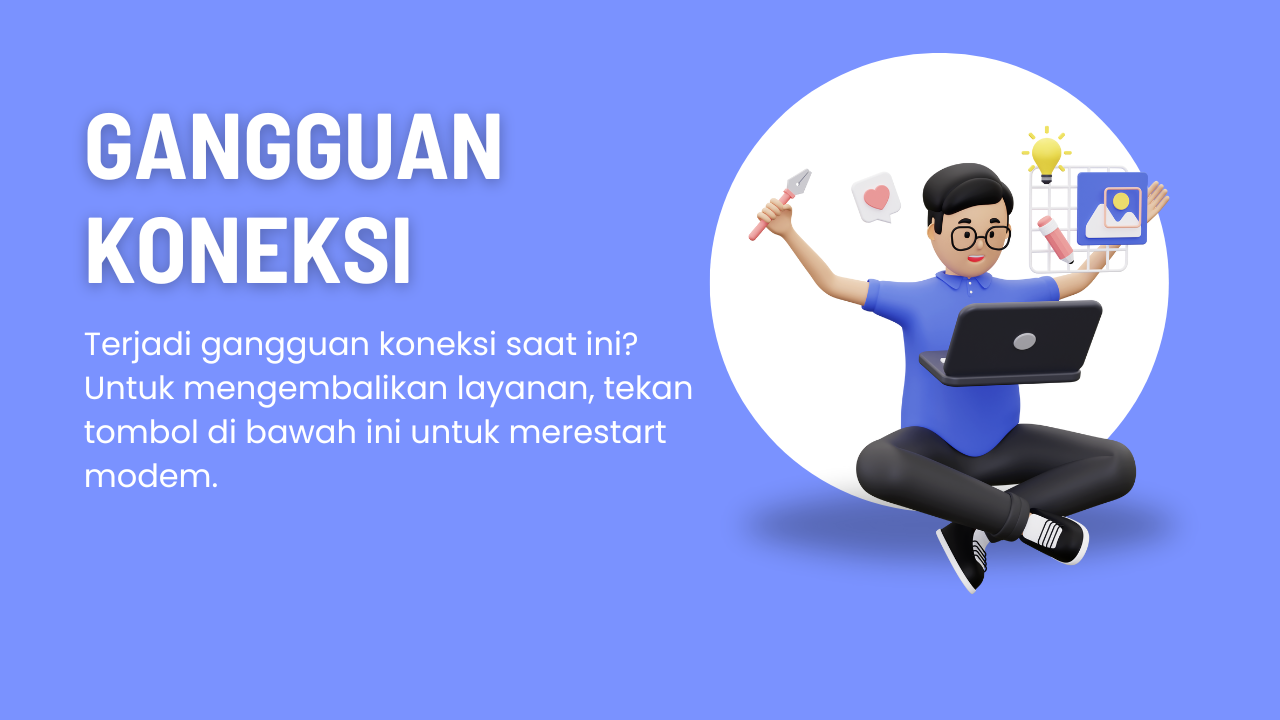 GANGGUAN
KONEKSI
Terjadi gangguan koneksi saat ini?
Untuk mengembalikan layanan, tekan
tombol di bawah ini untuk merestart
modem.